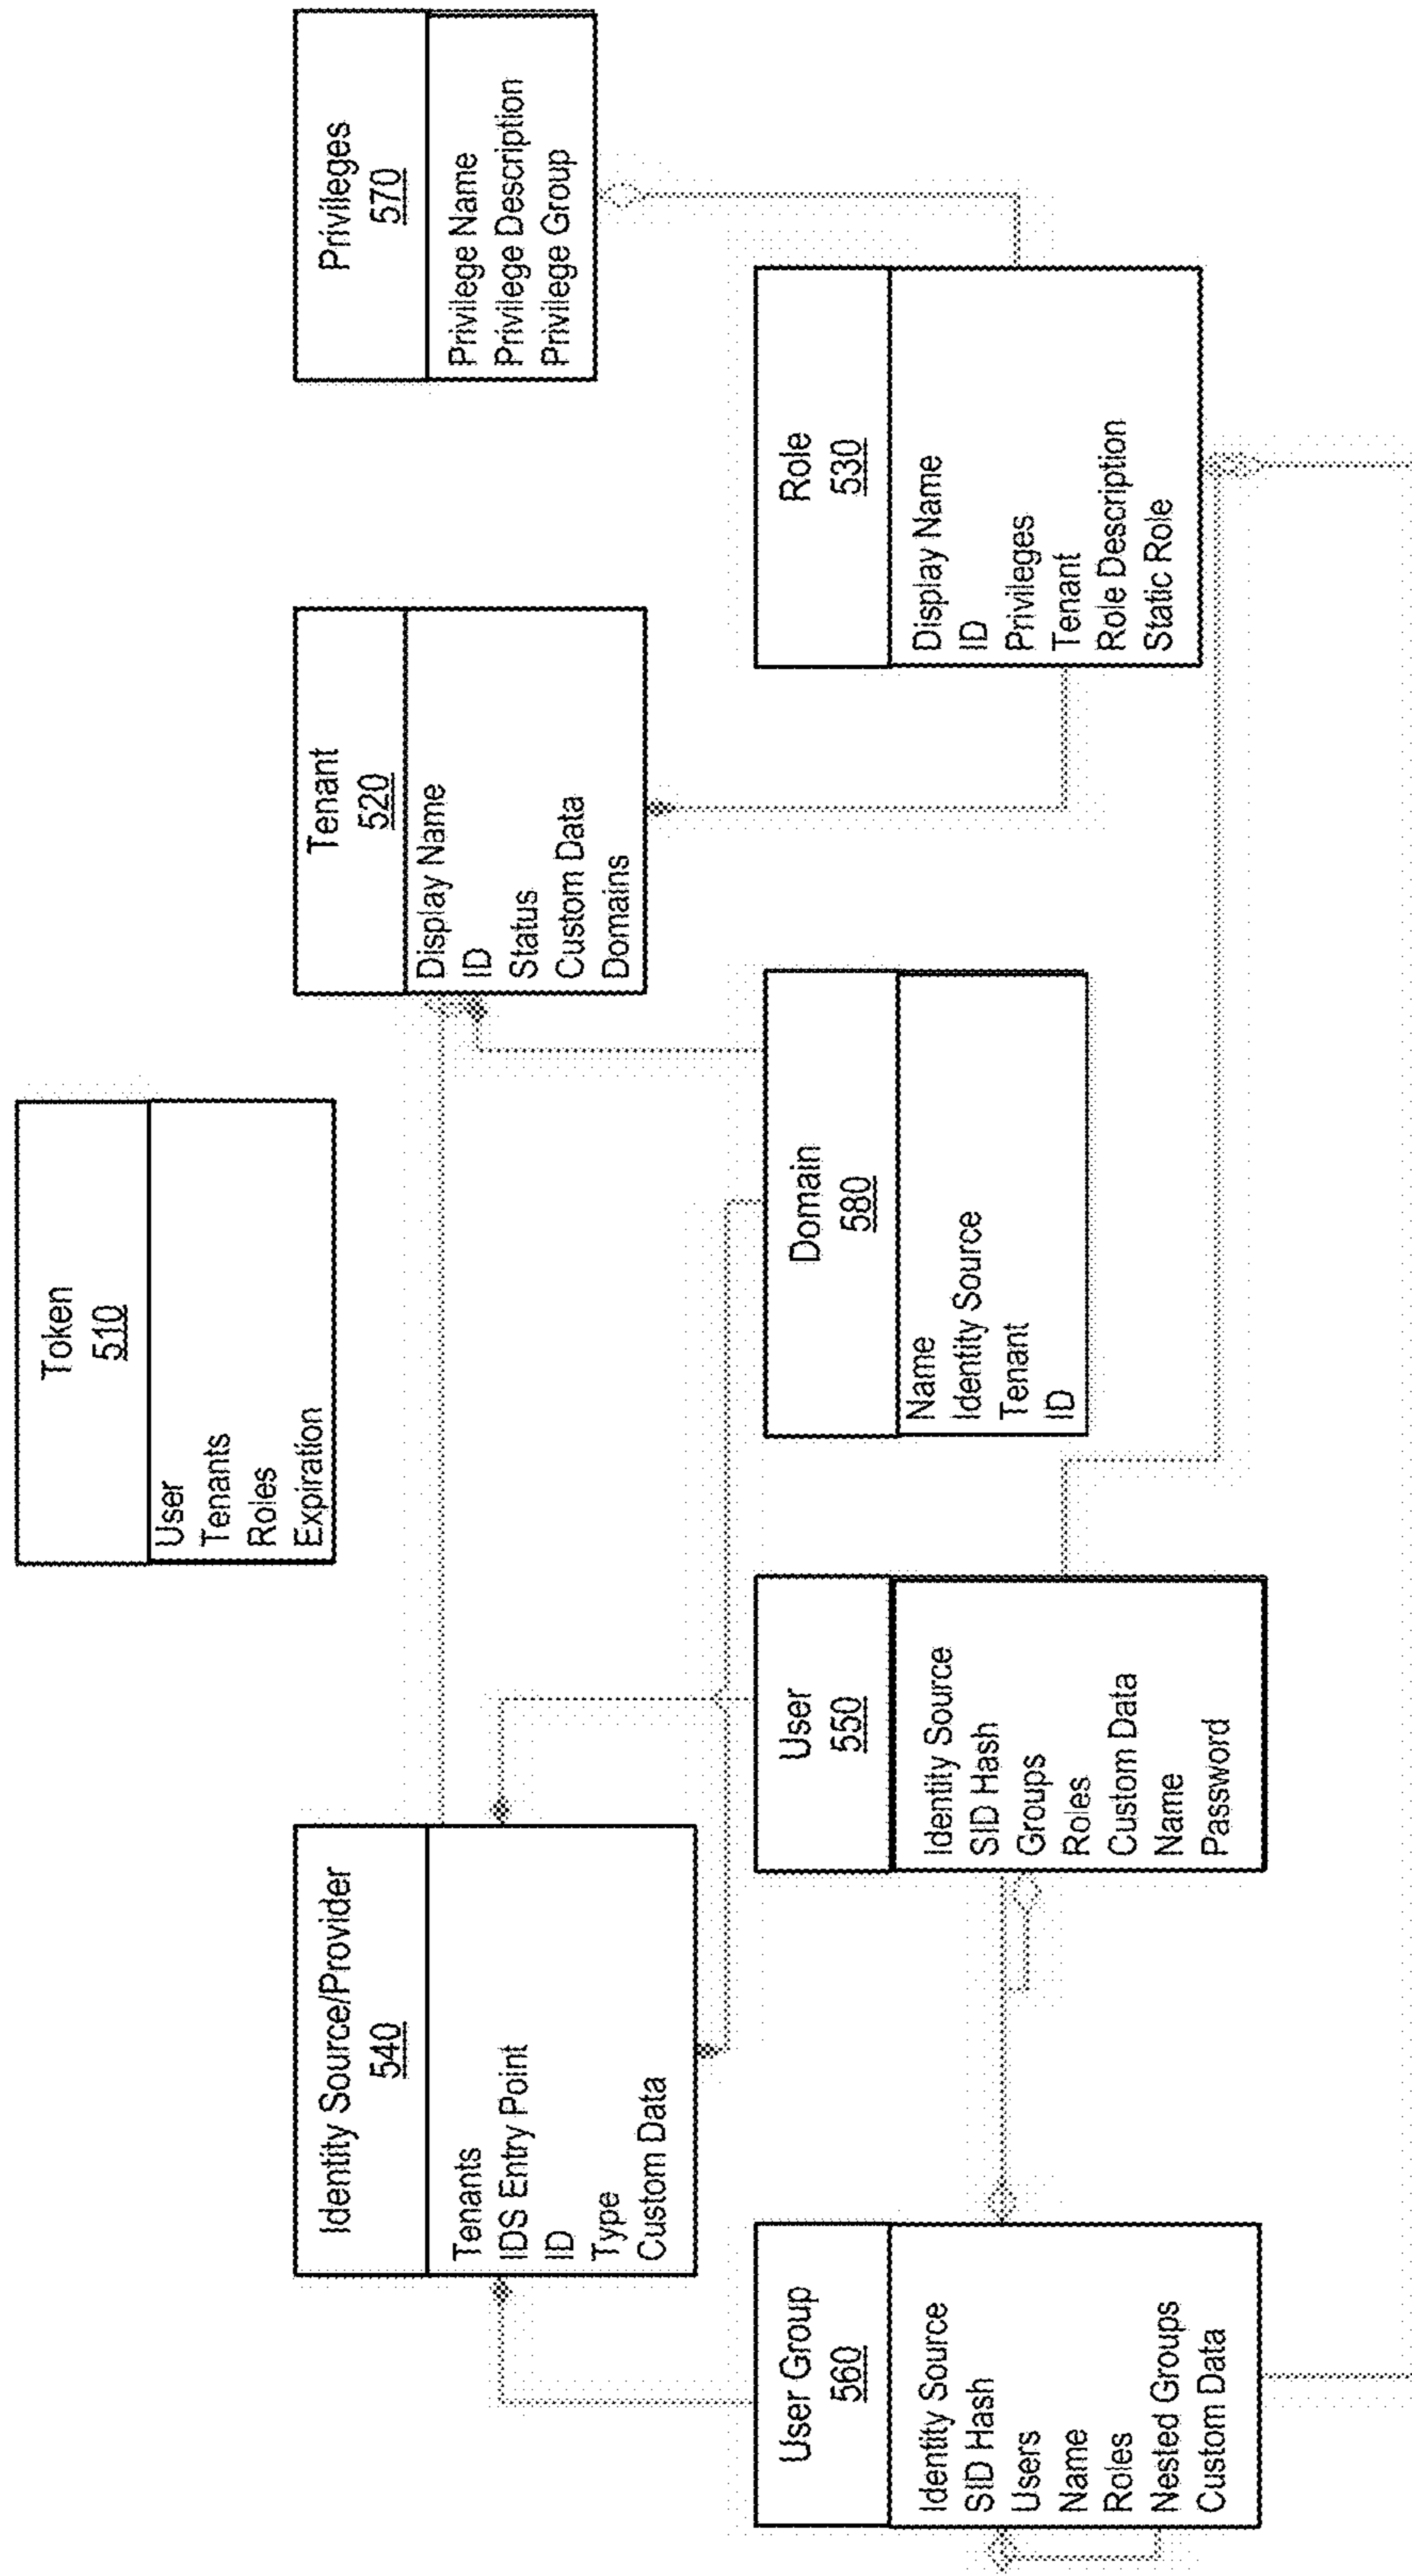 Token
510
User
Tenants
Roles
Expiration
Identity Source/Provider
540
Tenants
IDS Entry Point
ID
Type
Custom Data
Tenant
520
Display Name
ID
Status
Custom Data
Domains
Privileges
570
Privilege Name
Privilege Description
Privilege Group
User Group
560
Identity Source
SID Hash
Users
Name
Roles
Nested Groups
Custom Data
User
550
Identity Source
SID Hash
Groups
Roles
Custom Data
Name
Password
Domain
580
Name
Identity Source
Tenant
ID
Role
530
Display Name
ID
Privileges
Tenant
Role Description
Static Role